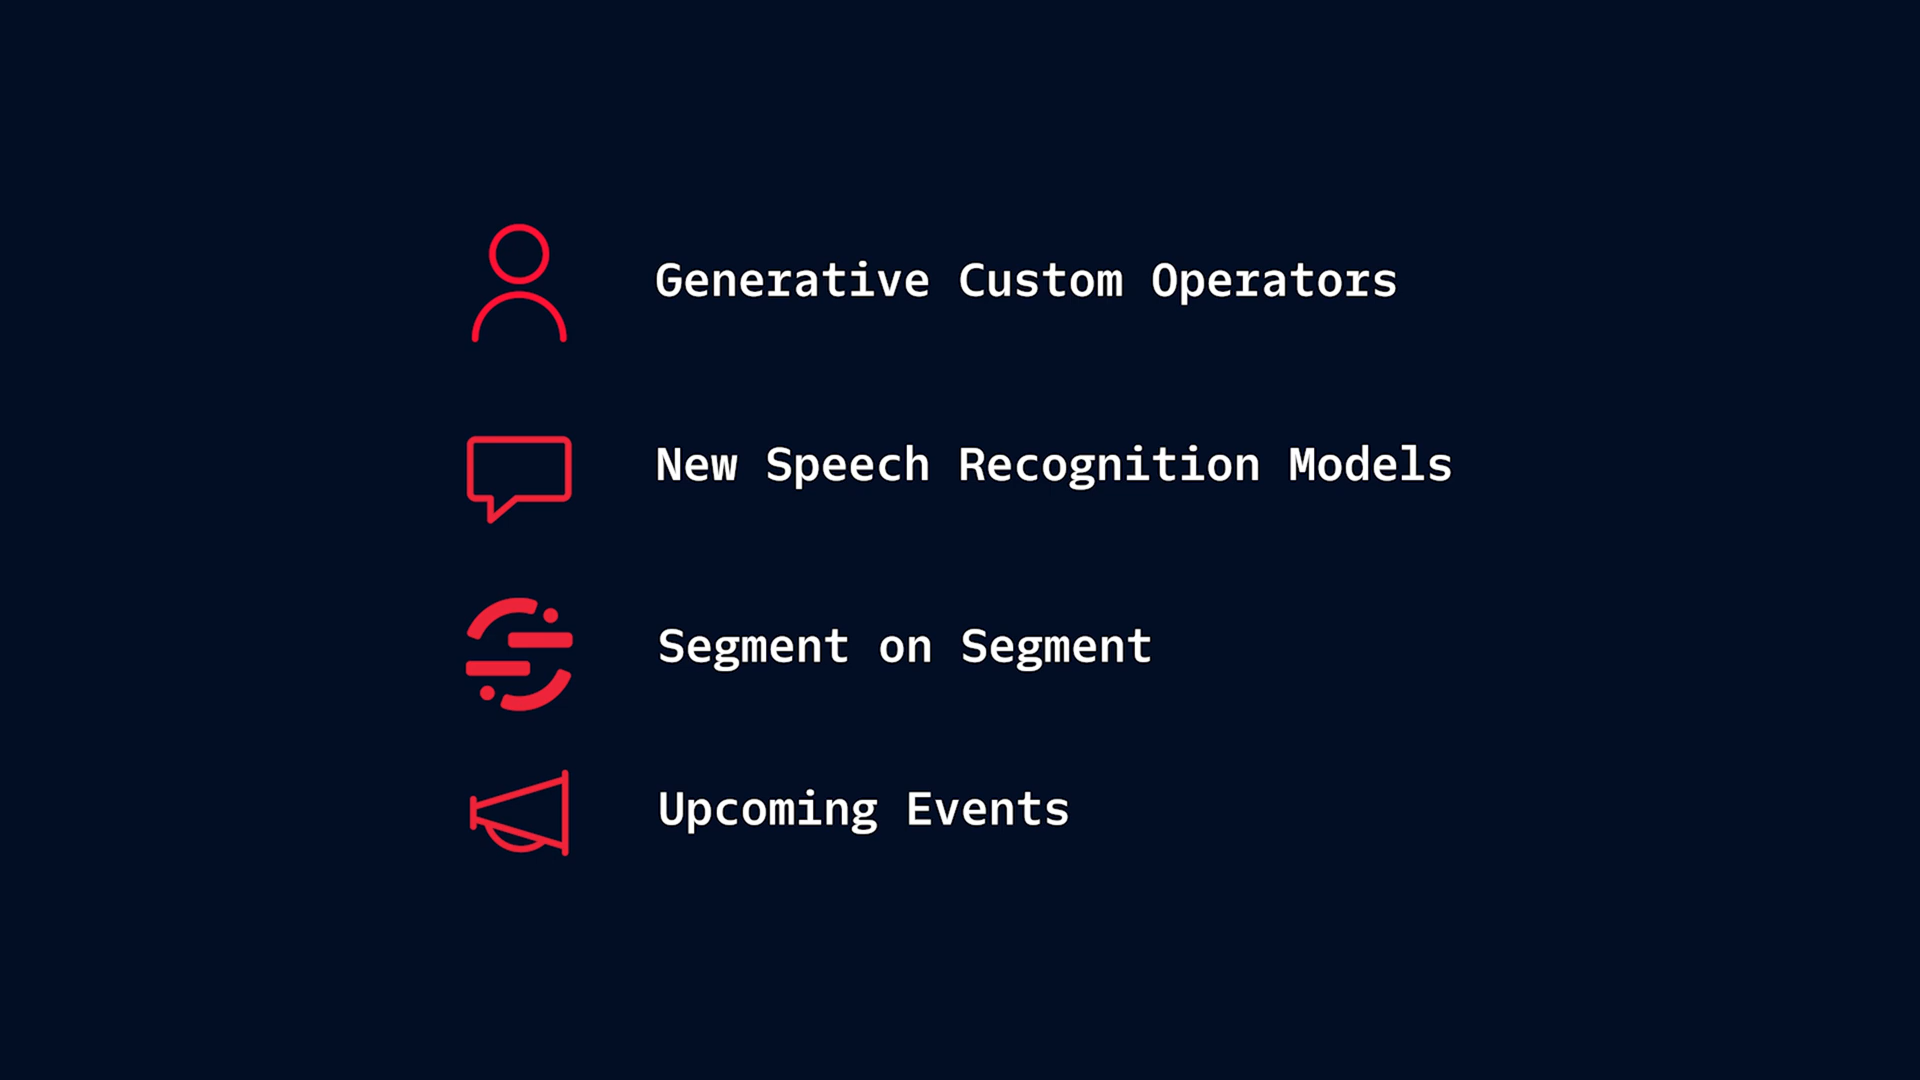 Generative Custom Operators
New Speech Recognition Models
Segment on Segment
Upcoming Events